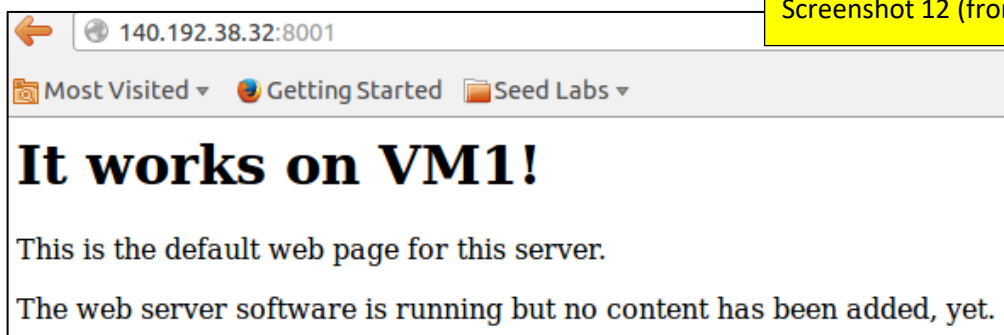 Screenshot 12
140.192.38.32:8001
Most Visited Getting Started Seed Labs
It works on VM1!
This is the default web page for this server.
The web server software is running but no content has been added, yet.